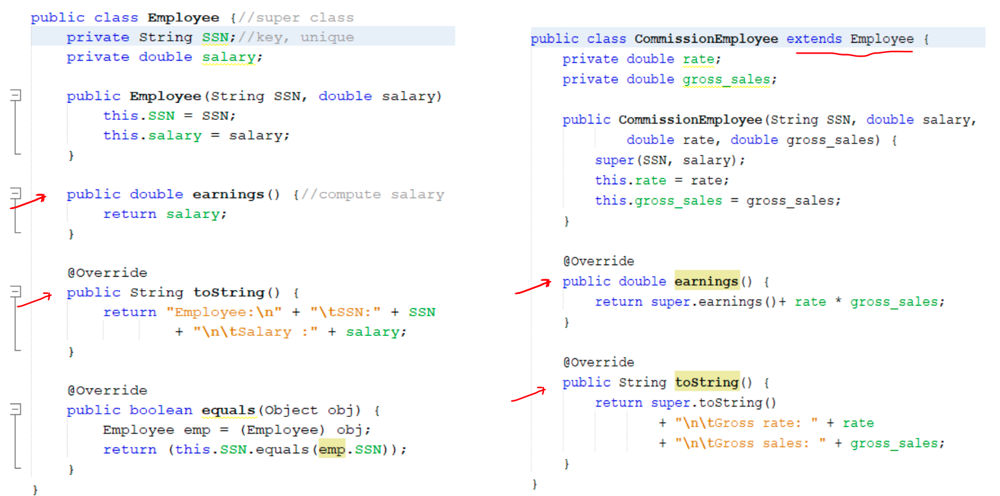 public class Employee {//super class
    private String SSN;//key, unique
    private double salary;

    public Employee(String SSN, double salary)
        this.SSN = SSN;
        this.salary = salary;
    }

    public double earnings() {//compute salary
        return salary;
    }

    @Override
    public String toString() {
        return "Employee:\n" + "\tSSN:" + SSN
                + "\n\tSalary :" + salary;
    }

    @Override
    public boolean equals(Object obj) {
        Employee emp = (Employee) obj;
        return (this.SSN.equals(emp.SSN));
    }
}

public class CommissionEmployee extends Employee {
    private double rate;
    private double gross_sales;

    public CommissionEmployee(String SSN, double salary,
            double rate, double gross_sales) {
        super(SSN, salary);
        this.rate = rate;
        this.gross_sales = gross_sales;
    }

    @Override
    public double earnings() {
        return super.earnings()+ rate * gross_sales;
    }

    @Override
    public String toString() {
        return super.toString()
                + "\n\tGross rate: " + rate
                + "\n\tGross sales: " + gross_sales;
    }
}